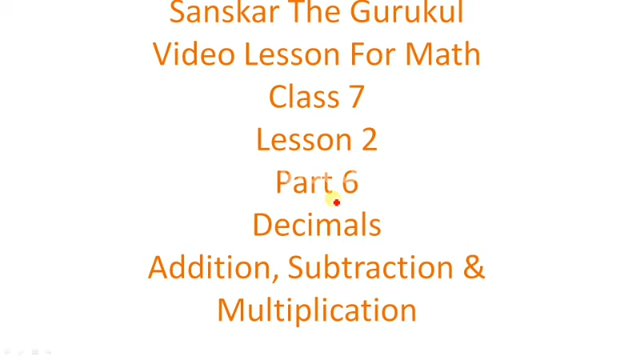 Sanskar The Gurukul
Video Lesson For Math
Class 7
Lesson 2
Part 6
Decimals
Addition, Subtraction &
Multiplication